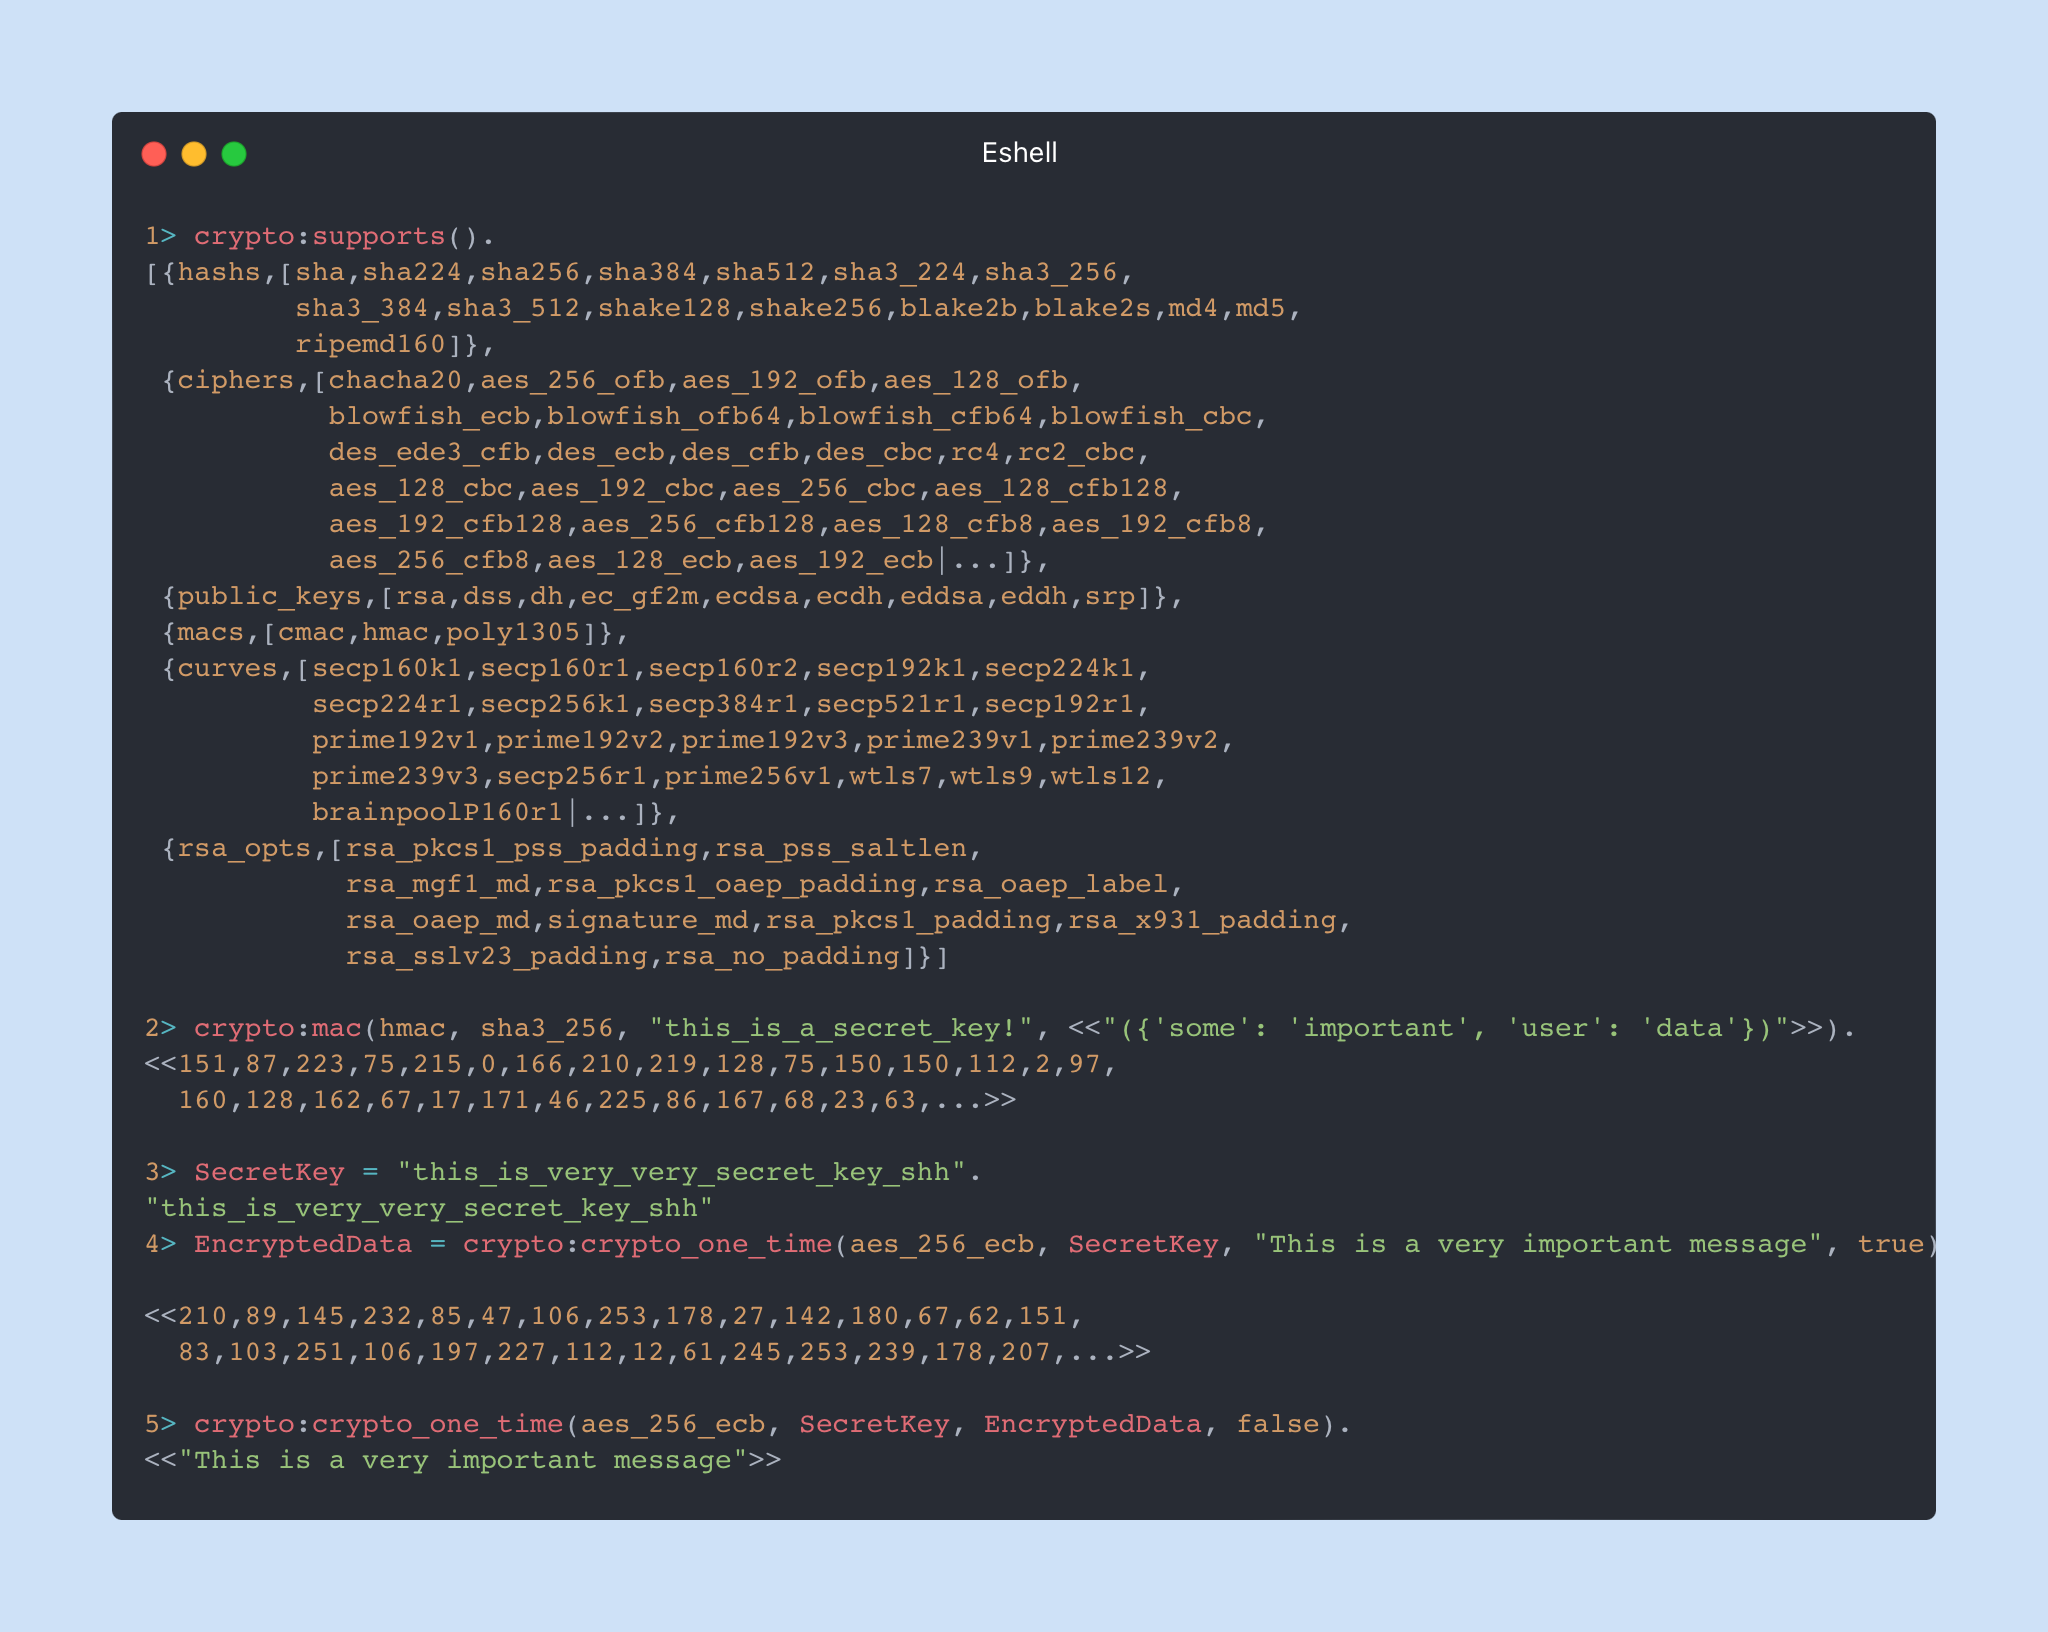 Eshell
1> crypto:supports().
[{hashs,[sha,sha224,sha256,sha384,sha512,sha3_224,sha3_256,
sha3_384,sha3_512,shake128,shake256,blake2b,blake2s,md4,md5,
ripemd160]},
{ciphers,[chacha20,aes_256_ofb,aes_192_ofb,aes_128_ofb,
blowfish_ecb,blowfish_ofb64,blowfish_cfb64,blowfish_cbc,
des_ede3_cfb,des_ecb,des_cfb,des_cbc,rc4,rc2_cbc,
aes_128_cbc,aes_192_cbc,aes_256_cbc,aes_128_cfb128,
aes_192_cfb128,aes_256_cfb128,aes_128_cfb8,aes_192_cfb8,
aes_256_cfb8,aes_128_ecb,aes_192_ecb|...]},
{public_keys,[rsa,dss,dh,ec_gf2m,ecdsa,ecdh,eddsa,eddh,srp]},
{macs,[cmac,hmac,poly1305]},
{curves,[secp160k1,secp160r1,secp160r2,secp192k1,secp224k1,
secp224r1,secp256k1,secp384r1,secp521r1,secp192r1,
prime192v1,prime192v2,prime192v3,prime239v1,prime239v2,
prime239v3,secp256r1,prime256v1,wtls7,wtls9,wtls12,
brainpoolP160r1|...]},
{rsa_opts,[rsa_pkcs1_pss_padding,rsa_pss_saltlen,
rsa_mgf1_md,rsa_pkcs1_oaep_padding,rsa_oaep_label,
rsa_oaep_md,signature_md,rsa_pkcs1_padding,rsa_x931_padding,
rsa_sslv23_padding,rsa_no_padding]}]
2> crypto:mac(hmac, sha3_256, "this_is_a_secret_key!", <<"({'some': 'important', 'user': 'data'})">>).
<<151,87,223,75,215,0,166,210,219,128,75,150,150,112,2,97,
160,128,162,67,17,171,46,225,86,167,68,23,63,...>>
3> SecretKey = "this_is_very_very_secret_key_shh".
"this_is_very_very_secret_key_shh"
4> EncryptedData = crypto:crypto_one_time(aes_256_ecb, SecretKey, "This is a very important message", true)
<<210,89,145,232,85,47,106,253,178,27,142,180,67,62,151,
83,103,251,106,197,227,112,12,61,245,253,239,178,207,...>>
5> crypto:crypto_one_time(aes_256_ecb, SecretKey, EncryptedData, false).
<<"This is a very important message">>